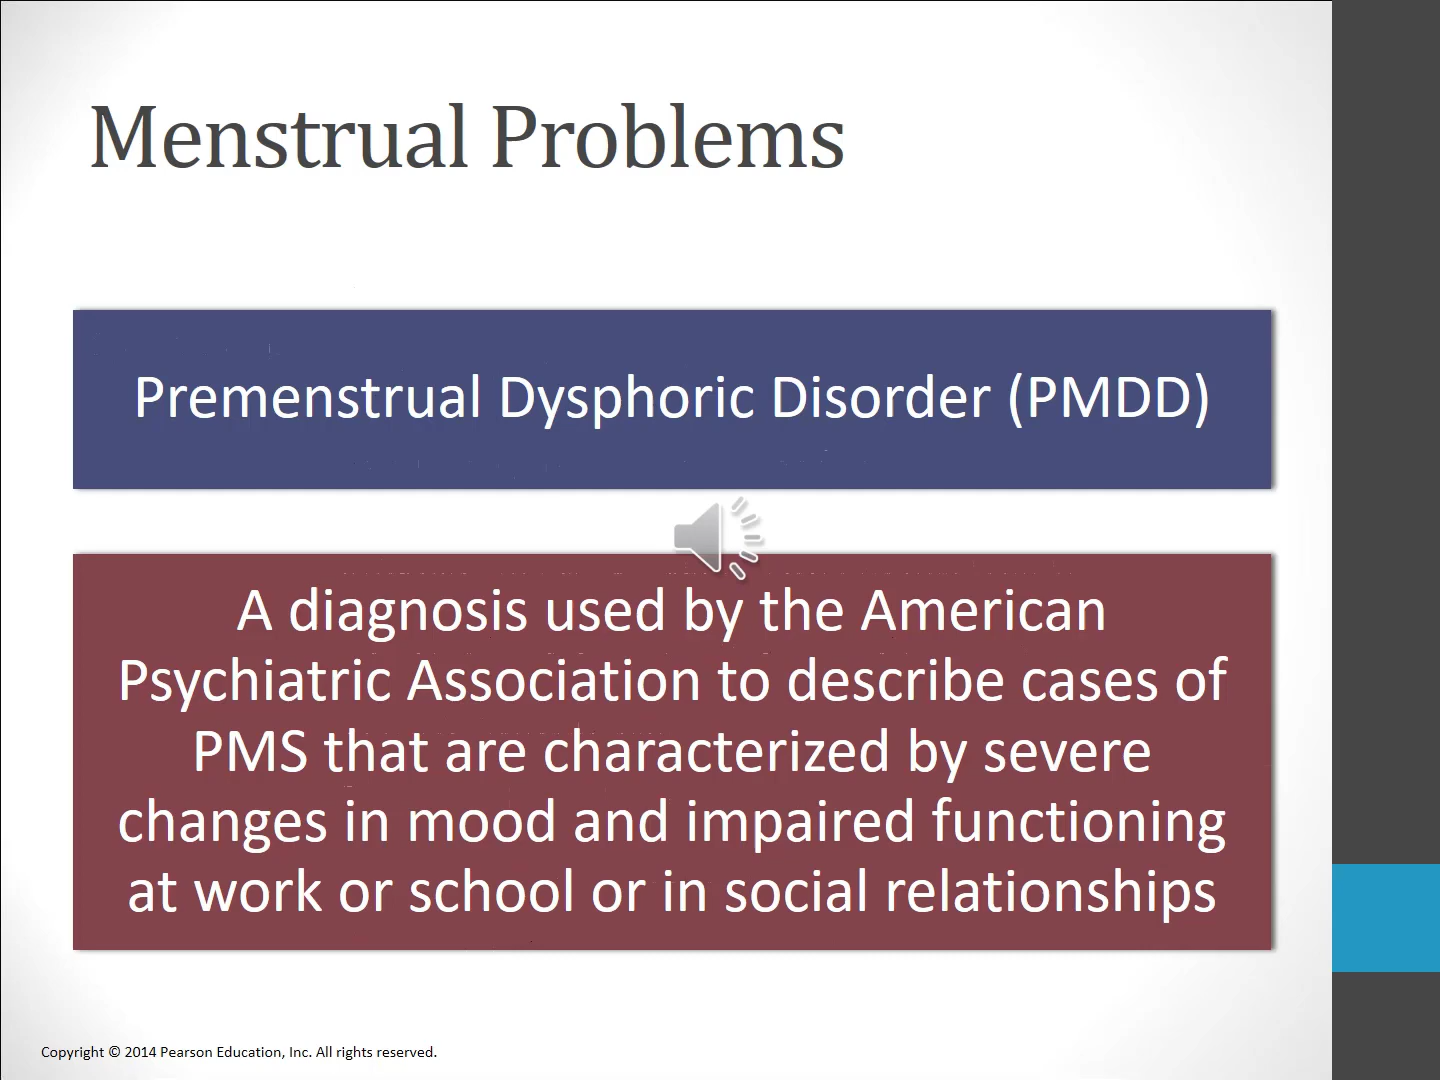 Menstrual Problems
Premenstrual Dysphoric Disorder (PMDD)
A diagnosis used by the American
Psychiatric Association to describe cases of
PMS that are characterized by severe
changes in mood and impaired functioning
at work or school or in social relationships
Copyright © 2014 Pearson Education, Inc. All rights reserved.